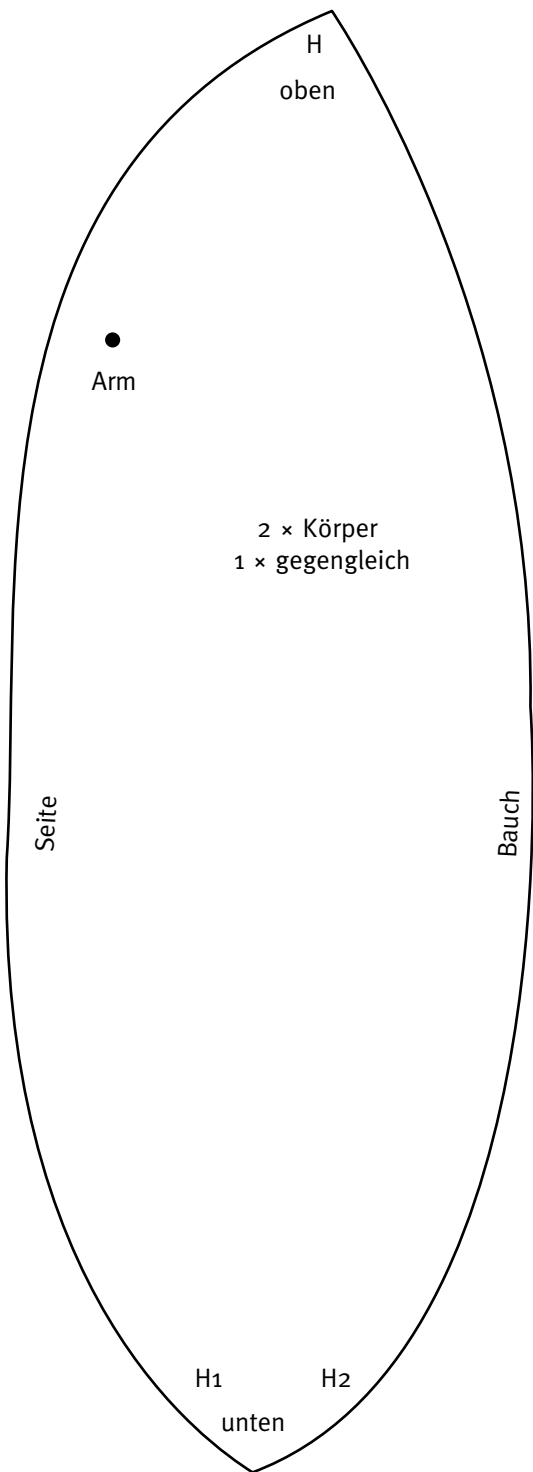 H
oben
Arm
2 × Körper
1 × gegengleich
Seite
Bauch
H1 H2
unten